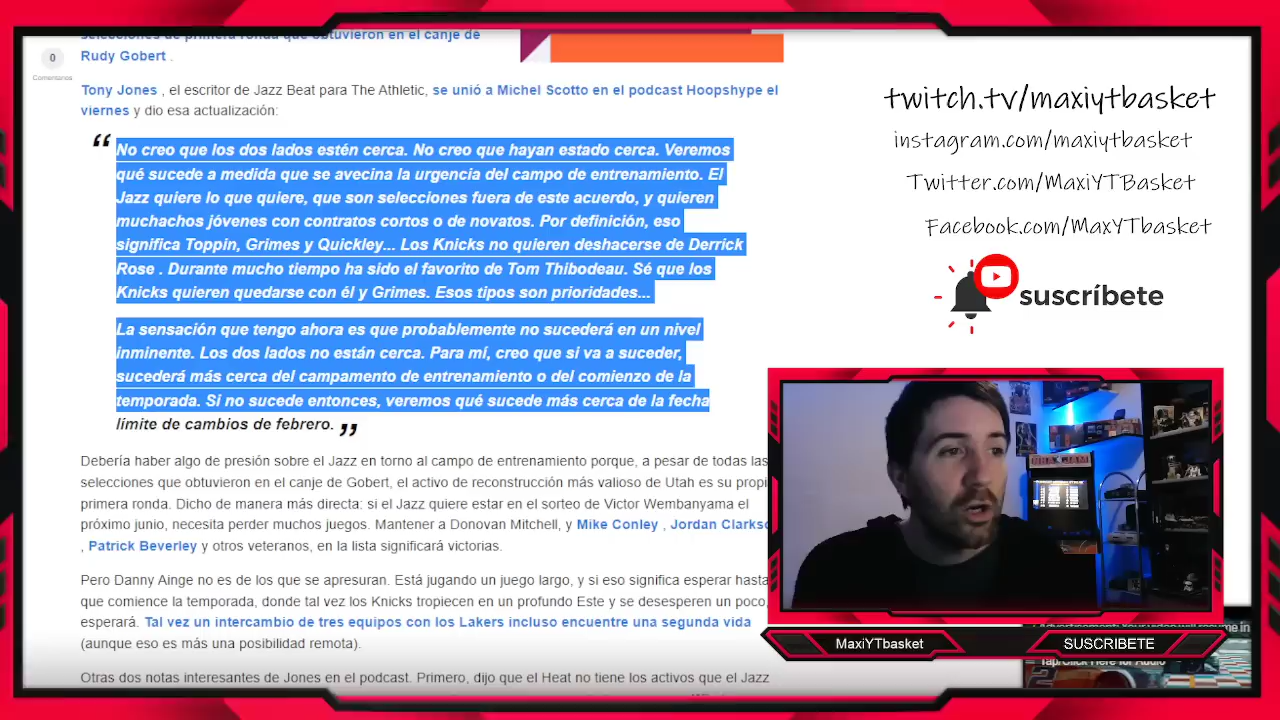 selecciones de primera ronda que obtuvieron en el canje de
Rudy Gobert .
0
Comentarios
Tony Jones , el escritor de Jazz Beat para The Athletic, se unió a Michel Scotto en el podcast Hoopshype el
viernes y dio esa actualización:
“
No creo que los dos lados estén cerca. No creo que hayan estado cerca. Veremos
qué sucede a medida que se avecina la urgencia del campo de entrenamiento. El
Jazz quiere lo que quiere, que son selecciones fuera de este acuerdo, y quieren
muchachos jóvenes con contratos cortos o de novatos. Por definición, eso
significa Toppin, Grimes y Quickley... Los Knicks no quieren deshacerse de Derrick
Rose . Durante mucho tiempo ha sido el favorito de Tom Thibodeau. Sé que los
Knicks quieren quedarse con él y Grimes. Esos tipos son prioridades...
La sensación que tengo ahora es que probablemente no sucederá en un nivel
inminente. Los dos lados no están cerca. Para mí, creo que si va a suceder,
sucederá más cerca del campamento de entrenamiento o del comienzo de la
temporada. Si no sucede entonces, veremos qué sucede más cerca de la fecha
límite de cambios de febrero. ”
Debería haber algo de presión sobre el Jazz en torno al campo de entrenamiento porque, a pesar de todas las
selecciones que obtuvieron en el canje de Gobert, el activo de reconstrucción más valioso de Utah es su propi
primera ronda. Dicho de manera más directa: si el Jazz quiere estar en el sorteo de Victor Wembanyama el
próximo junio, necesita perder muchos juegos. Mantener a Donovan Mitchell, y Mike Conley , Jordan Clarkso
, Patrick Beverley y otros veteranos, en la lista significará victorias.
Pero Danny Ainge no es de los que se apresuran. Está jugando un juego largo, y si eso significa esperar hasta
que comience la temporada, donde tal vez los Knicks tropiecen en un profundo Este y se desesperen un poco,
esperará. Tal vez un intercambio de tres equipos con los Lakers incluso encuentre una segunda vida
(aunque eso es más una posibilidad remota).
Otras dos notas interesantes de Jones en el podcast. Primero, dijo que el Heat no tiene los activos que el Jazz
twitch.tv/maxiytbasket
instagram.com/maxiytbasket
Twitter.com/MaxiYTBasket
Facebook.com/MaxYTbasket
suscríbete
MaxiYTbasket
SUSCRIBETE
Advertisement: Your video will resume in
Tap/Click Here for Audio